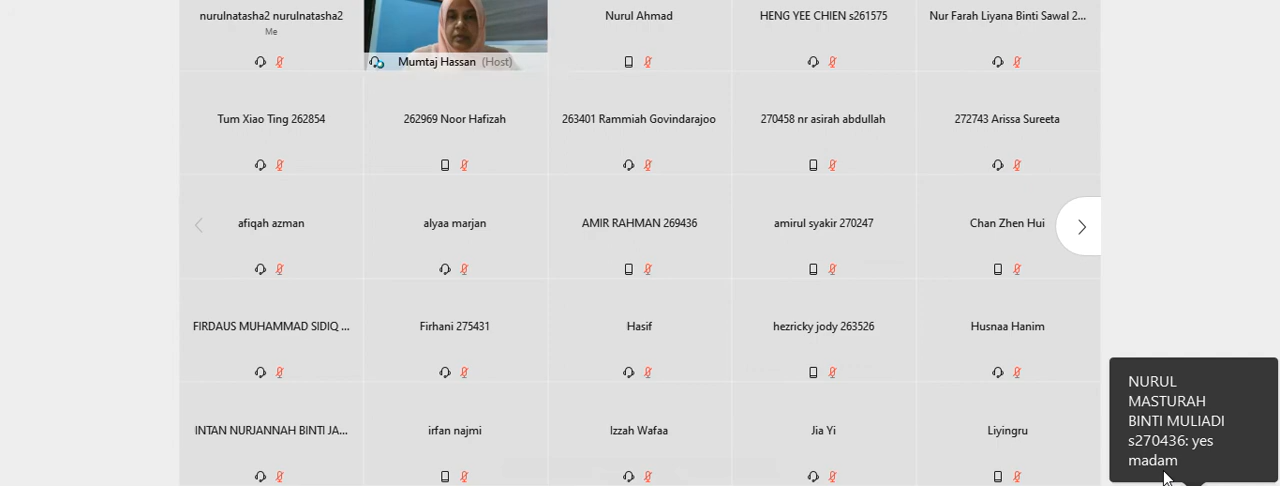 nurulnatasha2 nurulnatasha2
Me
Mumtaj Hassan (Host)
Nurul Ahmad
HENG YEE CHIEN s261575
Nur Farah Liyana Binti Sawal 2...
Tum Xiao Ting 262854
262969 Noor Hafizah
263401 Rammiah Govindarajoo
270458 nr asirah abdullah
272743 Arissa Sureeta
afiqah azman
alyaa marjan
AMIR RAHMAN 269436
amirul syakir 270247
Chan Zhen Hui
FIRDAUS MUHAMMAD SIDIQ ...
Firhani 275431
Hasif
hezricky jody 263526
Husnaa Hanim
INTAN NURJANNAH BINTI JA...
irfan najmi
Izzah Wafaa
Jia Yi
Liyingru
NURUL
MASTURAH
BINTI MULIADI
s270436: yes
madam